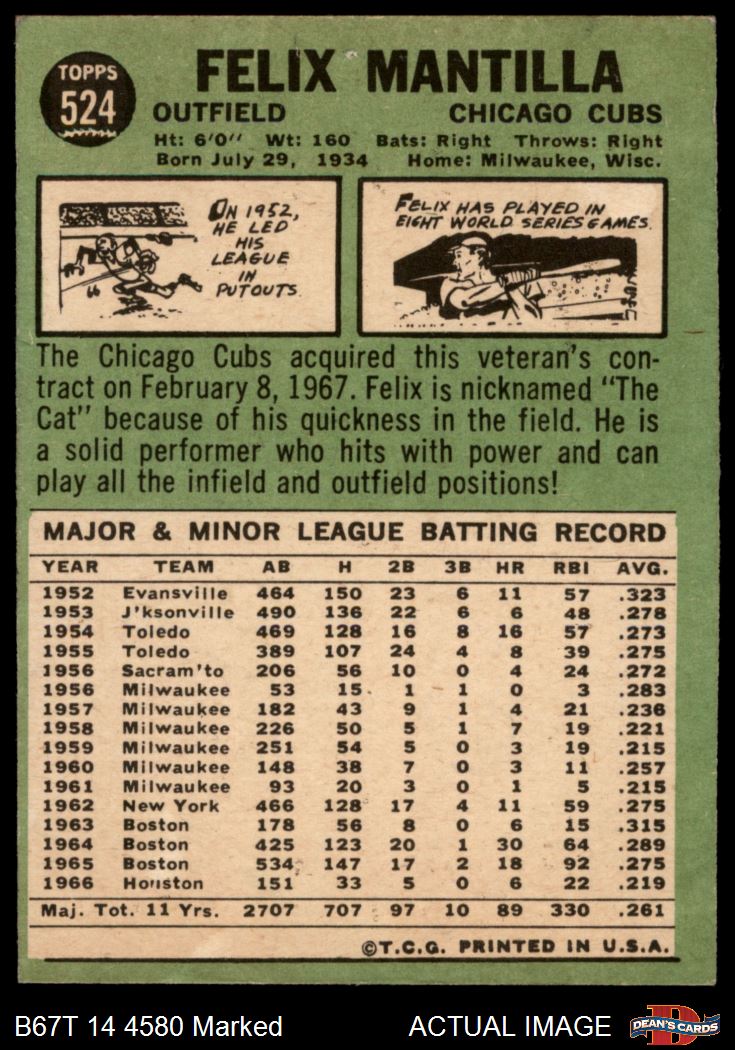 TOPPS
524
FELIX MANTILLA
OUTFIELD CHICAGO CUBS
Ht: 6'0" Wt: 160 Bats: Right Throws: Right
Born July 29, 1934 Home: Milwaukee, Wisc.
ON 1952,
HE LED
HIS
LEAGUE
IN
PUTOUTS.
FELIX HAS PLAYED IN
EIGHT WORLD SERIES GAMES.
The Chicago Cubs acquired this veteran's con-
tract on February 8, 1967. Felix is nicknamed "The
Cat" because of his quickness in the field. He is
a solid performer who hits with power and can
play all the infield and outfield positions!
MAJOR & MINOR LEAGUE BATTING RECORD
YEAR TEAM AB H 2B 3B HR RBI AVG.
1952 Evansville 464 150 23 6 11 57 .323
1953 J'ksonville 490 136 22 6 6 48 .278
1954 Toledo 469 128 16 8 16 57 .273
1955 Toledo 389 107 24 4 8 39 .275
1956 Sacram'to 206 56 10 0 4 24 .272
1956 Milwaukee 53 15 1 1 0 3 .283
1957 Milwaukee 182 43 9 1 4 21 .236
1958 Milwaukee 226 50 5 1 7 19 .221
1959 Milwaukee 251 54 5 0 3 19 .215
1960 Milwaukee 148 38 7 0 3 11 .257
1961 Milwaukee 93 20 3 0 1 5 .215
1962 New York 466 128 17 4 11 59 .275
1963 Boston 178 56 8 0 6 15 .315
1964 Boston 425 123 20 1 30 64 .289
1965 Boston 534 147 17 2 18 92 .275
1966 Houston 151 33 5 0 6 22 .219
Maj. Tot. 11 Yrs. 2707 707 97 10 89 330 .261
©T.C.G. PRINTED IN U.S.A.
B67T 14 4580 Marked ACTUAL IMAGE
D
DEAN'S CARDS